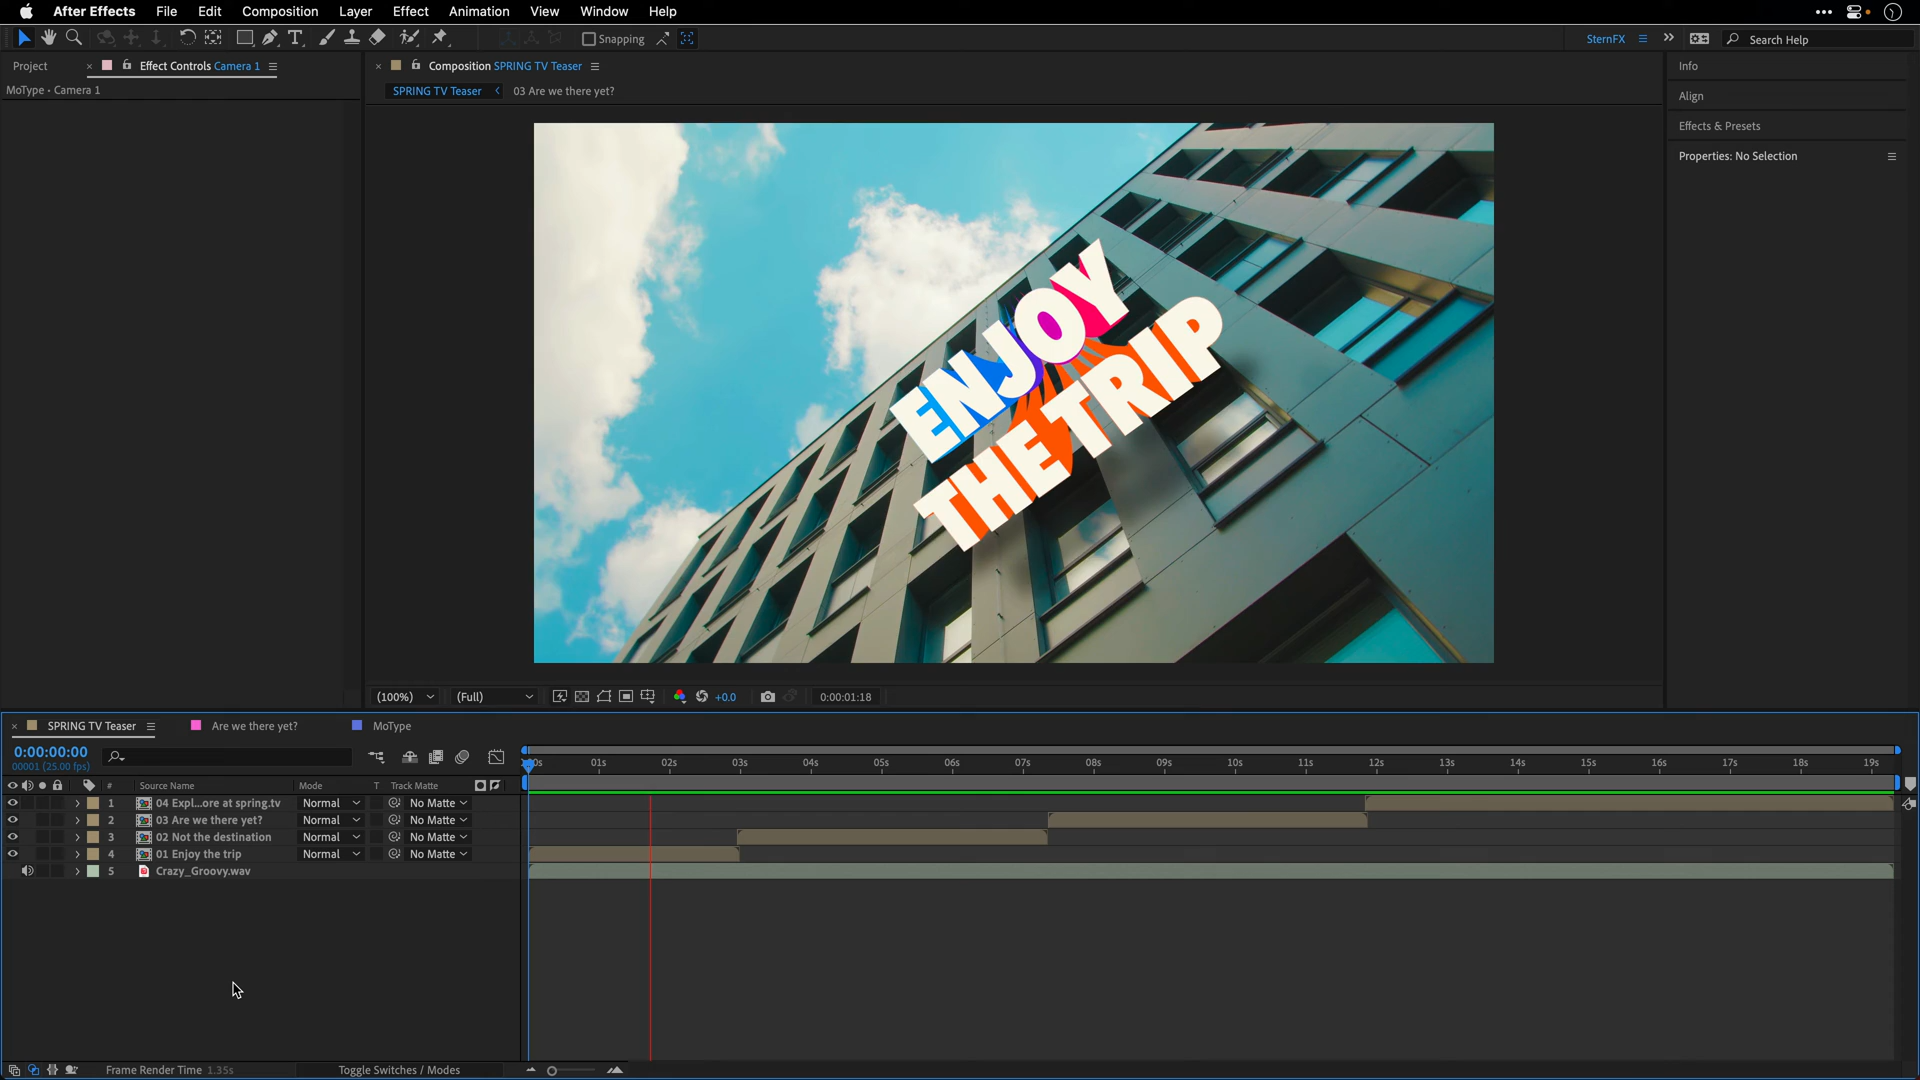 After Effects File Edit Composition Layer Effect Animation View Window Help
Snapping
SternFX
Search Help
Project
Effect Controls Camera 1
MoType • Camera 1
Composition SPRING TV Teaser
SPRING TV Teaser
03 Are we there yet?
Info
Align
Effects & Presets
Properties: No Selection
ENJOY
THE TRIP
(100%)
(Full)
+0.0
0:00:01:18
SPRING TV Teaser
Are we there yet?
MoType
0:00:00:00
00001 (25.00 fps)
01s 02s 03s 04s 05s 06s 07s 08s 09s 10s 11s 12s 13s 14s 15s 16s 17s 18s 19s
# Source Name Mode T Track Matte
1 04 Expl...ore at spring.tv Normal No Matte
2 03 Are we there yet? Normal No Matte
3 02 Not the destination Normal No Matte
4 01 Enjoy the trip Normal No Matte
5 Crazy_Groovy.wav
Frame Render Time 1.35s
Toggle Switches / Modes